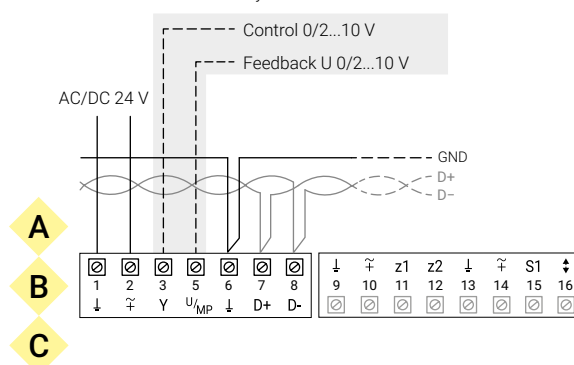 Control 0/2...10 V
Feedback U 0/2...10 V
AC/DC 24 V
GND
D+
D−
A
B
C
1 2 3 5 6 7 8
⏚ ≂ Y U/MP ⏚ D+ D-
⏚ ≂ z1 z2 ⏚ ≂ S1 ⬍
9 10 11 12 13 14 15 16